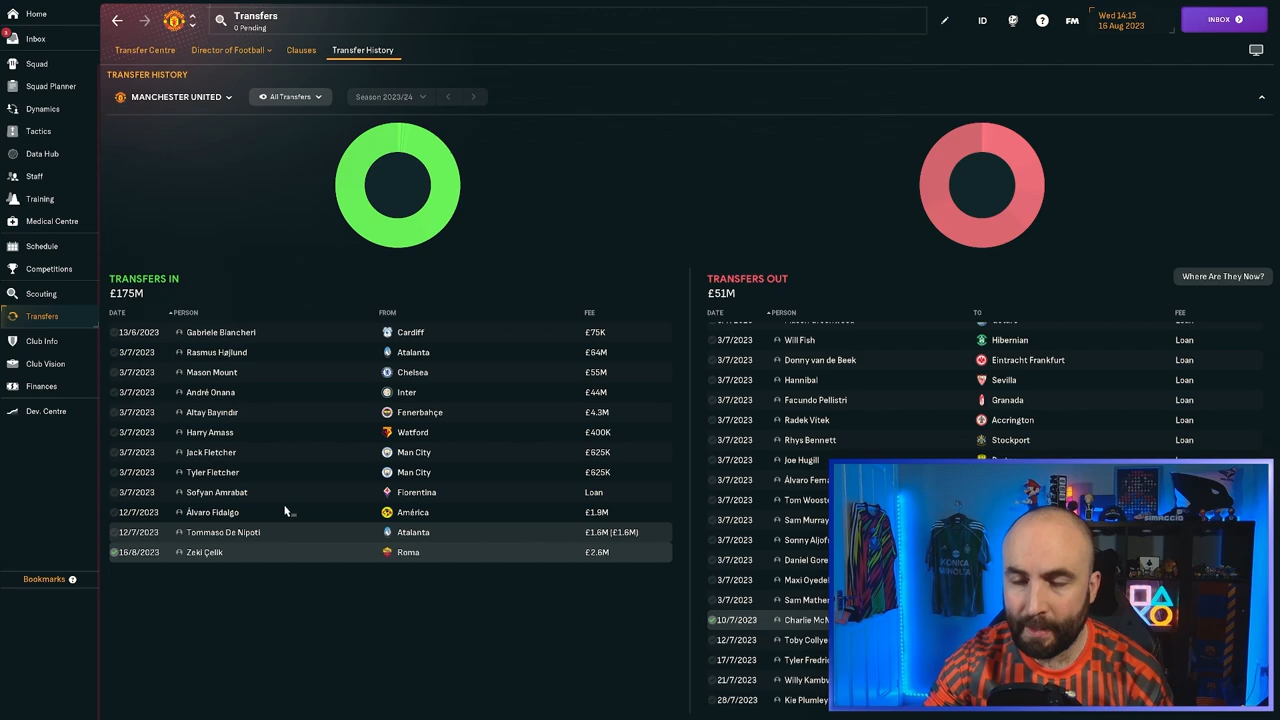 Home
Inbox
Squad
Squad Planner
Dynamics
Tactics
Data Hub
Staff
Training
Medical Centre
Schedule
Competitions
Scouting
Transfers
Club Info
Club Vision
Finances
Dev. Centre
Bookmarks ?
Transfers
0 Pending
ID
?
FM
Wed 14:15
16 Aug 2023
INBOX
Transfer Centre
Director of Football
Clauses
Transfer History
TRANSFER HISTORY
MANCHESTER UNITED
All Transfers
Season 2023/24
TRANSFERS IN
£175M
DATE PERSON FROM FEE
13/6/2023 Gabriele Biancheri Cardiff £75K
3/7/2023 Rasmus Højlund Atalanta £64M
3/7/2023 Mason Mount Chelsea £55M
3/7/2023 André Onana Inter £44M
3/7/2023 Altay Bayındır Fenerbahçe £4.3M
3/7/2023 Harry Amass Watford £400K
3/7/2023 Jack Fletcher Man City £625K
3/7/2023 Tyler Fletcher Man City £625K
3/7/2023 Sofyan Amrabat Fiorentina Loan
12/7/2023 Álvaro Fidalgo América £1.9M
12/7/2023 Tommaso De Nipoti Atalanta £1.6M (£1.6M)
16/8/2023 Zeki Çelik Roma £2.6M
TRANSFERS OUT
£51M
Where Are They Now?
DATE PERSON TO FEE
3/7/2023 Will Fish Hibernian Loan
3/7/2023 Donny van de Beek Eintracht Frankfurt Loan
3/7/2023 Hannibal Sevilla Loan
3/7/2023 Facundo Pellistri Granada Loan
3/7/2023 Radek Vítek Accrington Loan
3/7/2023 Rhys Bennett Stockport Loan
3/7/2023 Joe Hugill
3/7/2023 Álvaro Ferna
3/7/2023 Tom Woost
3/7/2023 Sam Murray
3/7/2023 Sonny Aljof
3/7/2023 Daniel Gore
3/7/2023 Maxi Oyede
3/7/2023 Sam Mather
10/7/2023 Charlie McN
12/7/2023 Toby Collye
17/7/2023 Tyler Fredri
21/7/2023 Willy Kambw
28/7/2023 Kie Plumley
KONICA
MINOLTA